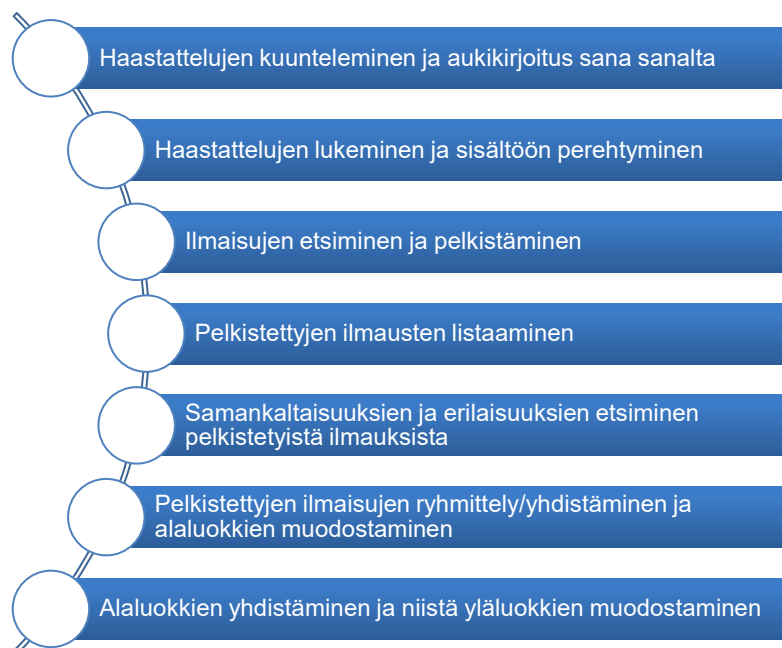 Haastattelujen kuunteleminen ja aukikirjoitus sana sanalta
Haastattelujen lukeminen ja sisältöön perehtyminen
Ilmaisujen etsiminen ja pelkistäminen
Pelkistettyjen ilmausten listaaminen
Samankaltaisuuksien ja erilaisuuksien etsiminen
pelkistetyistä ilmauksista
Pelkistettyjen ilmaisujen ryhmittely/yhdistäminen ja
alaluokkien muodostaminen
Alaluokkien yhdistäminen ja niistä yläluokkien muodostaminen